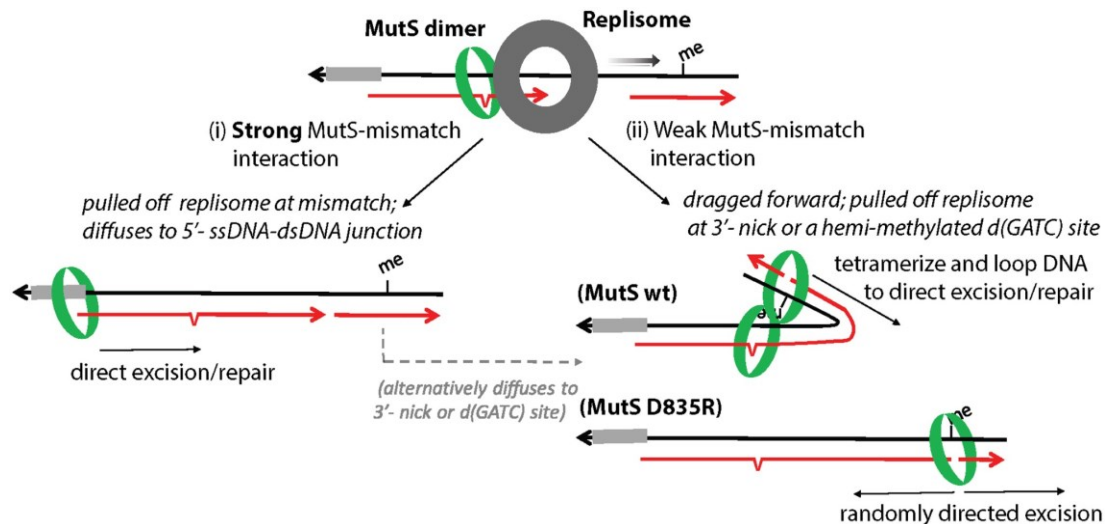 MutS dimer
Replisome
me
(i) Strong MutS-mismatch
interaction
(ii) Weak MutS-mismatch
interaction
pulled off replisome at mismatch;
diffuses to 5'- ssDNA-dsDNA junction
dragged forward; pulled off replisome
at 3'- nick or a hemi-methylated d(GATC) site
me
tetramerize and loop DNA
to direct excision/repair
(MutS wt)
me
direct excision/repair
(alternatively diffuses to
3'- nick or d(GATC) site)
(MutS D835R)
me
randomly directed excision